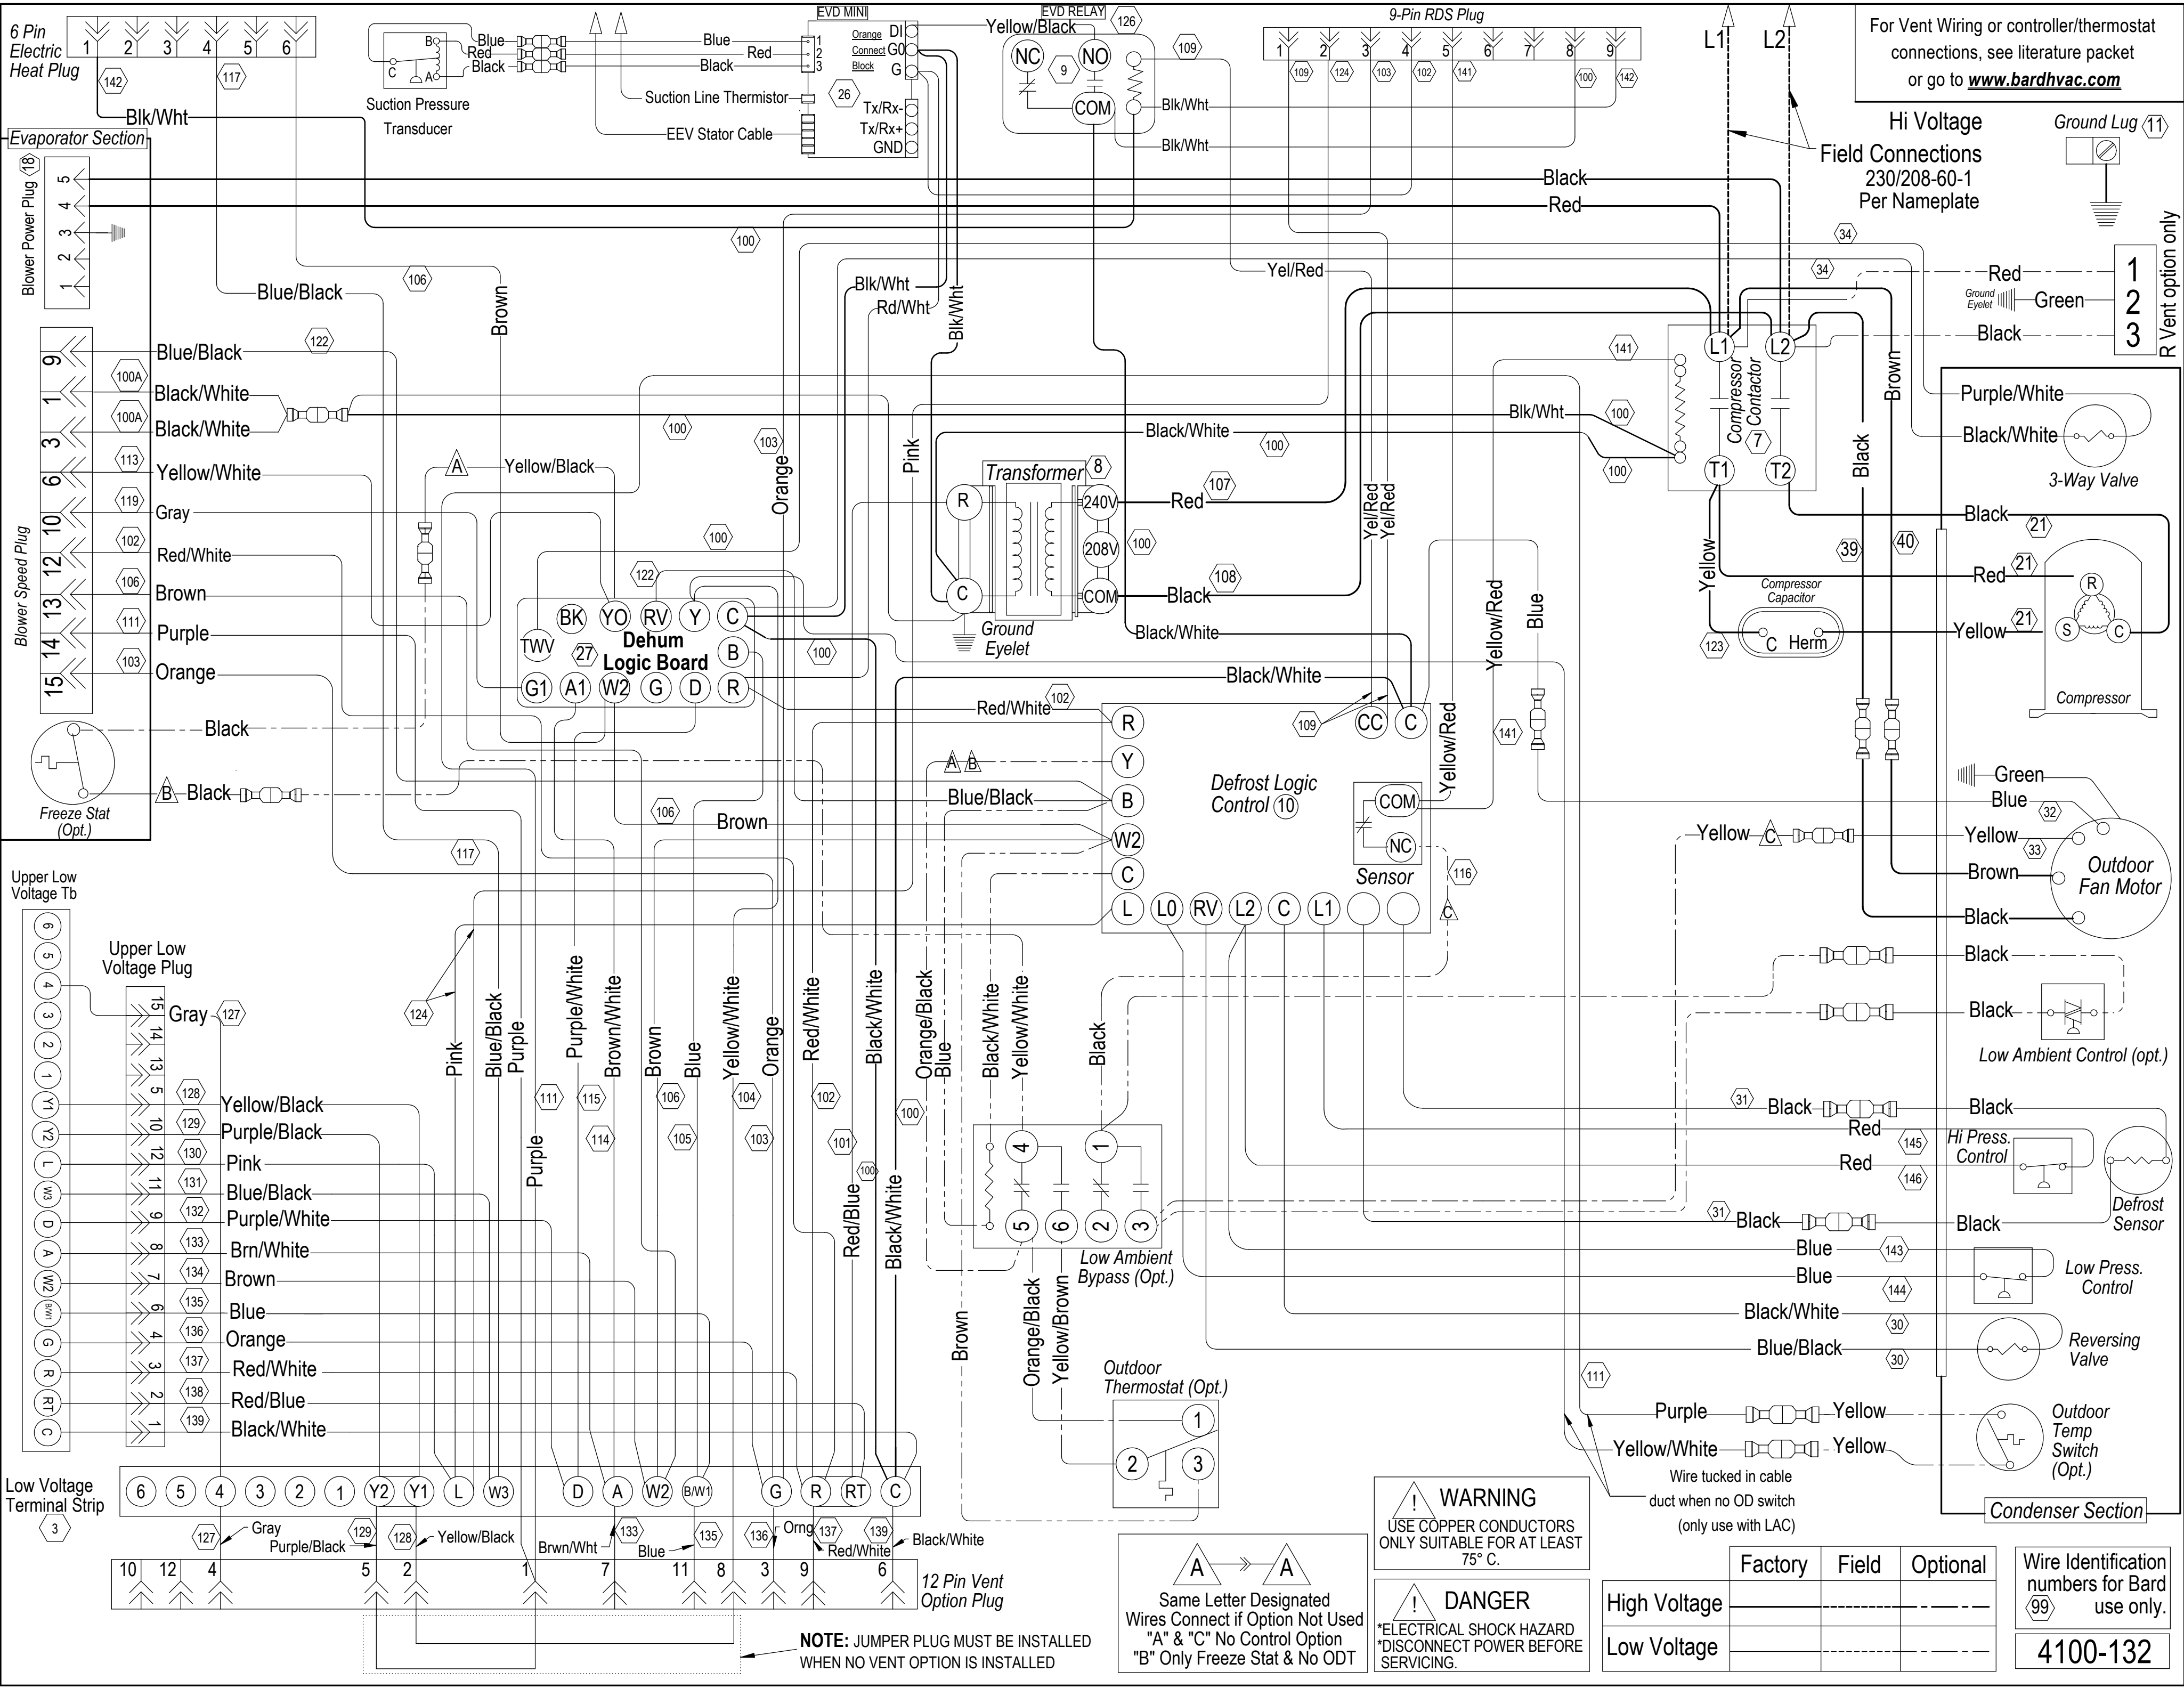 6 Pin
Electric
Heat Plug
1 2 3 4 5 6
142
117
Blk/Wht
Suction Pressure
Transducer
B
C
A
Blue
Red
Black
Blue
Red
Black
EVD MINI
1
2
3
Orange
Connect
Block
DI
G0
G
26
Tx/Rx-
Tx/Rx+
GND
Suction Line Thermistor
EEV Stator Cable
EVD RELAY
Yellow/Black
126
NC
9
NO
COM
109
Blk/Wht
Blk/Wht
9-Pin RDS Plug
1 2 3 4 5 6 7 8 9
109
124
103
102
141
100
142
L1
L2
For Vent Wiring or controller/thermostat
connections, see literature packet
or go to www.bardhvac.com
Hi Voltage
Field Connections
230/208-60-1
Per Nameplate
Ground Lug
11
Evaporator Section
Blower Power Plug
18
5
4
3
2
1
Black
Red
100
106
Blue/Black
Brown
Blk/Wht
Rd/Wht
Blk/Wht
Yel/Red
34
34
Red
Ground
Eyelet
Green
Black
1
2
3
R Vent option only
Blower Speed Plug
9
1
3
6
10
12
13
14
15
122
100A
100A
113
119
102
106
111
103
Blue/Black
Black/White
Black/White
Yellow/White
Gray
Red/White
Brown
Purple
Orange
100
103
Orange
Pink
A
Yellow/Black
Black/White
100
Blk/Wht
100
100
141
L1
L2
Compressor
Contactor
7
T1
T2
Transformer
8
R
C
240V
208V
COM
Ground
Eyelet
Red
107
100
Black
108
Black/White
Yel/Red
Yel/Red
Yellow/Red
Blue
100
122
BK
YO
RV
Y
C
TWV
27
Dehum
Logic Board
B
G1
A1
W2
G
D
R
100
Black/White
Purple/White
Black/White
3-Way Valve
Black
Brown
39
40
Black
21
Red
21
Yellow
21
Yellow
Compressor
Capacitor
C Herm
123
R
S
C
Compressor
Black
Freeze Stat
(Opt.)
B
Black
Red/White
102
A
B
Blue/Black
Brown
106
117
109
CC
C
R
Y
B
W2
C
L
L0
RV
L2
C
L1
Defrost Logic
Control
10
COM
NC
Sensor
Yellow/Red
141
116
C
Green
Blue
32
Yellow
C
Yellow
33
Brown
Black
Outdoor
Fan Motor
Black
Black
Low Ambient Control (opt.)
31
Black
Black
Red
145
Hi Press.
Control
Red
146
31
Black
Black
Defrost
Sensor
Blue
143
Blue
144
Low Press.
Control
Black/White
30
Blue/Black
30
Reversing
Valve
111
Purple
Yellow
Yellow/White
Yellow
Outdoor
Temp
Switch
(Opt.)
Wire tucked in cable
duct when no OD switch
(only use with LAC)
Condenser Section
Upper Low
Voltage Tb
6
5
4
3
2
1
Y1
Y2
L
W3
D
A
W2
B/W1
G
R
RT
C
Upper Low
Voltage Plug
15
14
13
5
10
12
11
9
8
7
6
4
3
2
1
Gray
127
128
Yellow/Black
129
Purple/Black
130
Pink
131
Blue/Black
132
Purple/White
133
Brn/White
134
Brown
135
Blue
136
Orange
137
Red/White
138
Red/Blue
139
Black/White
124
Pink
Blue/Black
Purple
111
Purple
Purple/White
115
Brown/White
114
Brown
106
Blue
105
Yellow/White
104
Orange
103
Red/White
102
101
Red/Blue
100
Black/White
100
Black/White
Orange/Black
Blue
Black/White
Yellow/White
Black
4
5
6
1
2
3
Low Ambient
Bypass (Opt.)
Brown
Orange/Black
Yellow/Brown
Outdoor
Thermostat (Opt.)
1
2
3
Low Voltage
Terminal Strip
3
6 5 4 3 2 1 Y2 Y1 L W3 D A W2 B/W1 G R RT C
127
Gray
Purple/Black
129
128
Yellow/Black
Brwn/Wht
133
Blue
135
136
Orng
137
Red/White
139
Black/White
10 12 4 5 2 1 7 11 8 3 9 6
12 Pin Vent
Option Plug
NOTE: JUMPER PLUG MUST BE INSTALLED
WHEN NO VENT OPTION IS INSTALLED
A A
Same Letter Designated
Wires Connect if Option Not Used
"A" & "C" No Control Option
"B" Only Freeze Stat & No ODT
! WARNING
USE COPPER CONDUCTORS
ONLY SUITABLE FOR AT LEAST
75° C.
! DANGER
*ELECTRICAL SHOCK HAZARD
*DISCONNECT POWER BEFORE
SERVICING.
Factory Field Optional
High Voltage
Low Voltage
Wire Identification
numbers for Bard
99 use only.
4100-132